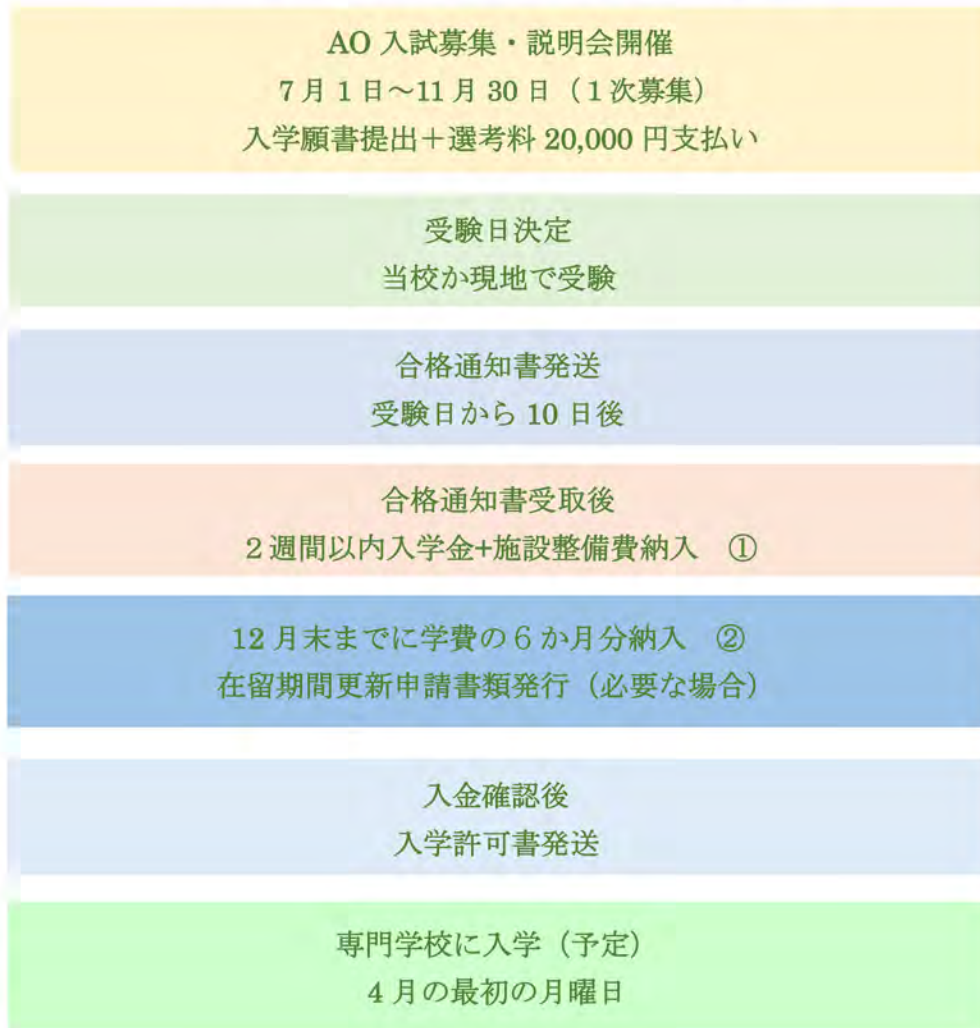 AO 入試募集・説明会開催
7月1日～11月30日（1次募集）
入学願書提出＋選考料 20,000 円支払い
受験日決定
当校か現地で受験
合格通知書発送
受験日から 10 日後
合格通知書受取後
２週間以内入学金+施設整備費納入　①
12月末までに学費の６か月分納入　②
在留期間更新申請書類発行（必要な場合）
入金確認後
入学許可書発送
専門学校に入学（予定）
4月の最初の月曜日